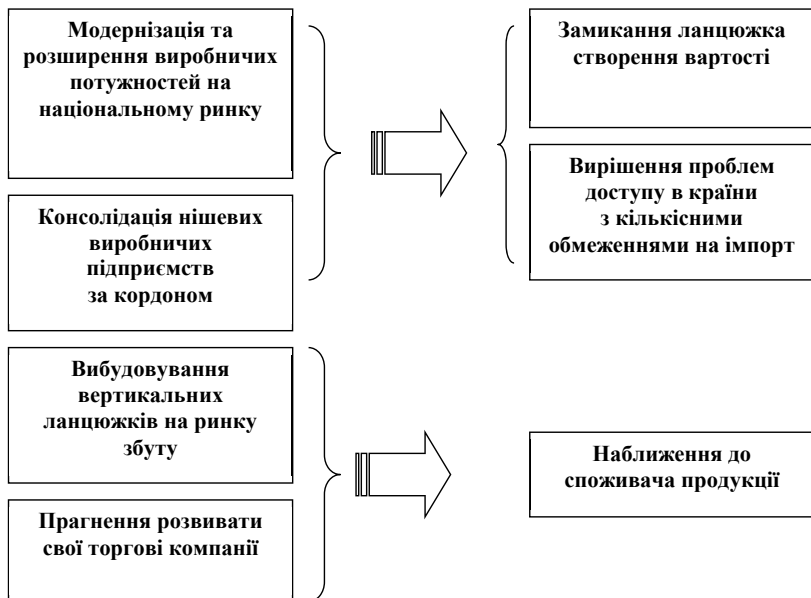 Модернізація та
розширення виробничих
потужностей на
національному ринку
Консолідація нішевих
виробничих
підприємств
за кордоном
Замикання ланцюжка
створення вартості
Вирішення проблем
доступу в країни
з кількісними
обмеженнями на імпорт
Вибудовування
вертикальних
ланцюжків на ринку
збуту
Прагнення розвивати
свої торгові компанії
Наближення до
споживача продукції